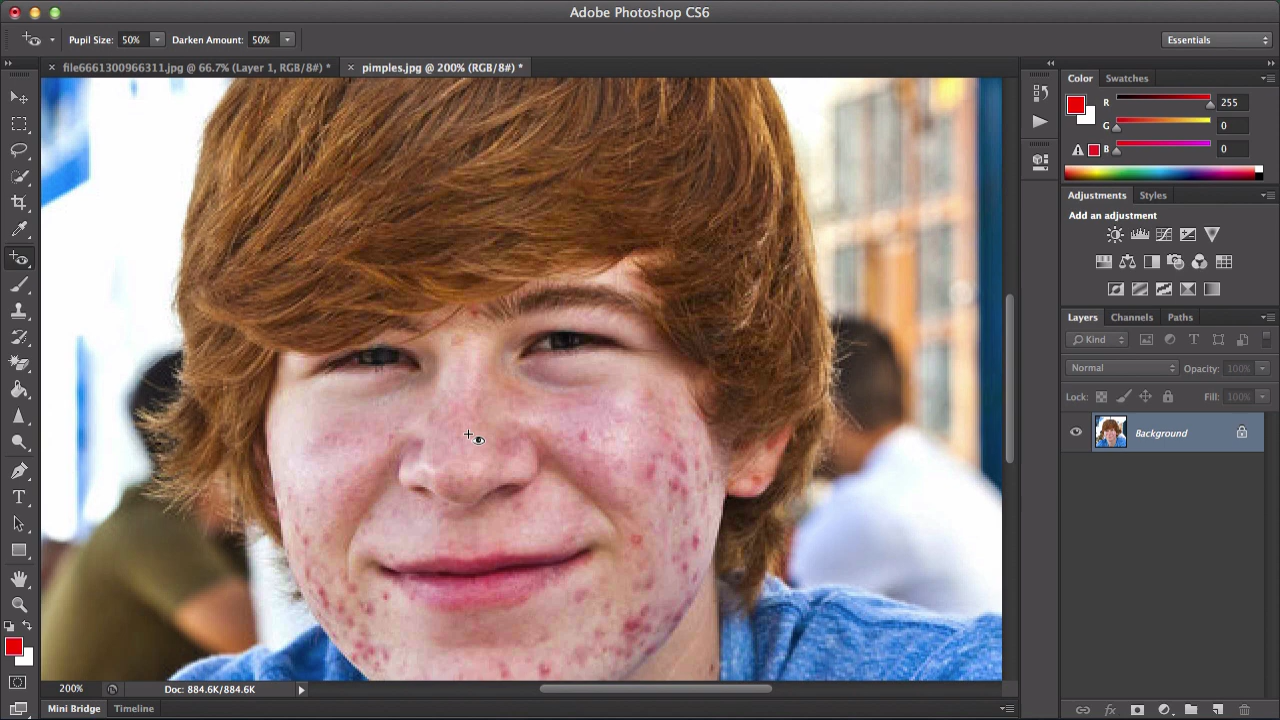 Adobe Photoshop CS6
Pupil Size: 50% Darken Amount: 50% Essentials
file6661300966311.jpg @ 66.7% (Layer 1, RGB/8#) * pimples.jpg @ 200% (RGB/8#) *
Color Swatches
R 255
G 0
B 0
Adjustments Styles
Add an adjustment
Layers Channels Paths
Kind
Normal Opacity: 100%
Lock: Fill: 100%
Background
200% Doc: 884.6K/884.6K
Mini Bridge Timeline